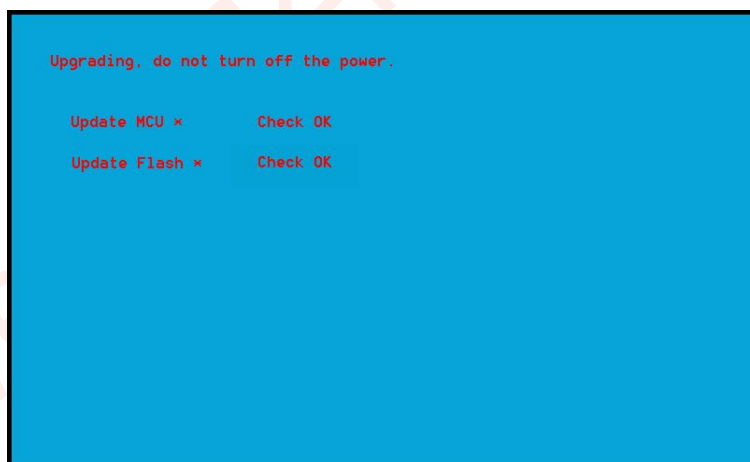 Upgrading, do not turn off the power.
Update MCU × Check OK
Update Flash × Check OK